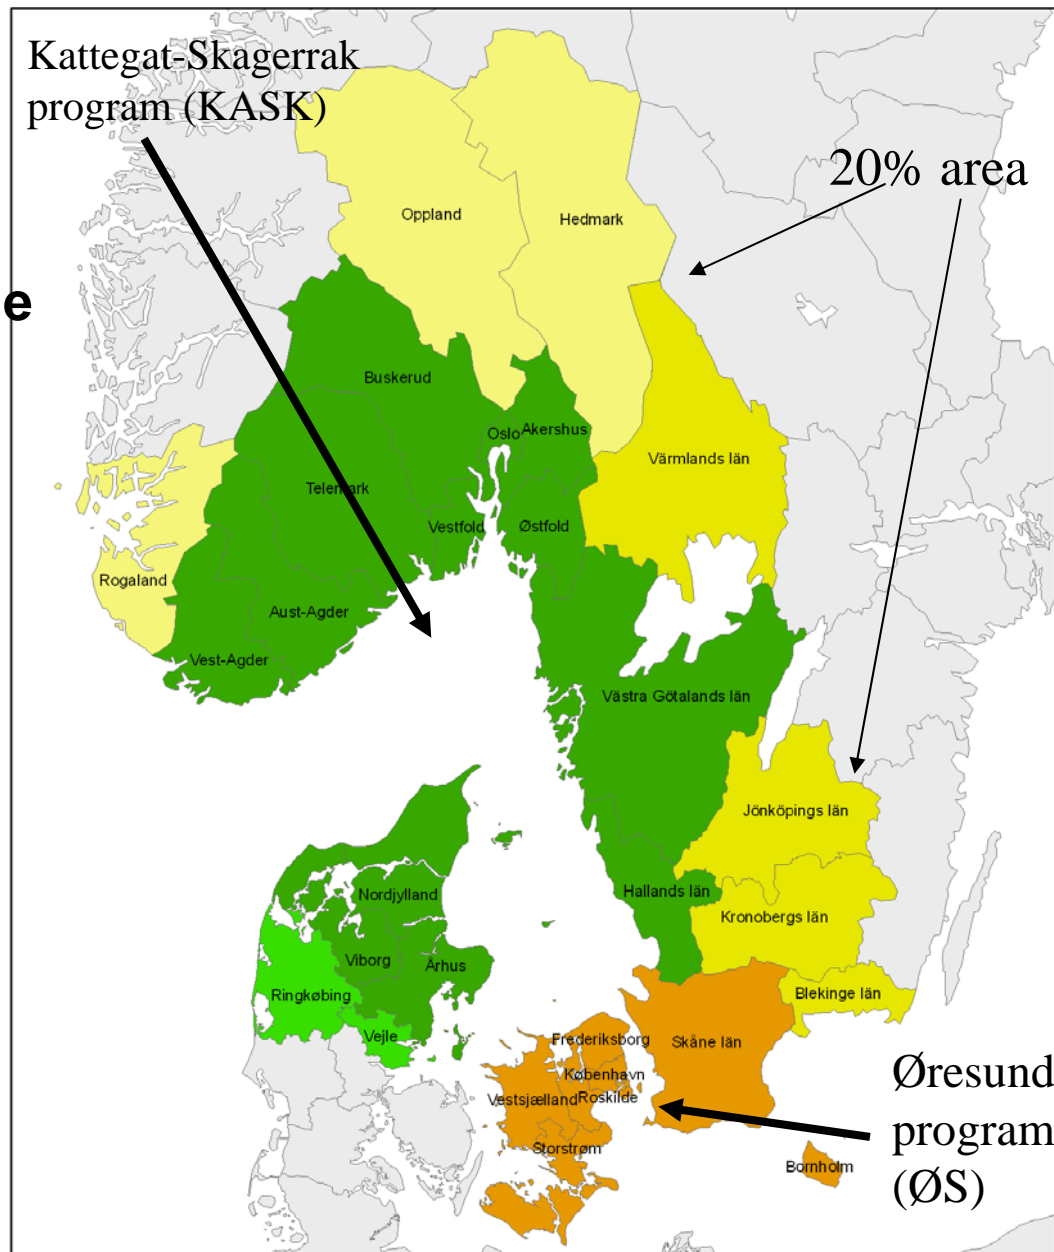 Kattegat-Skagerrak
program (KASK)
20% area
Oppland
Hedmark
e
Buskerud
Oslo
Akershus
Värmlands län
Telemark
Vestfold
Østfold
Rogaland
Aust-Agder
Vest-Agder
Västra Götalands län
Jönköpings län
Hallands län
Nordjylland
Kronobergs län
Viborg
Århus
Ringkøbing
Blekinge län
Vejle
Frederiksborg
Skåne län
København
Vestsjælland
Roskilde
Storstrøm
Bornholm
Øresund
program
(ØS)